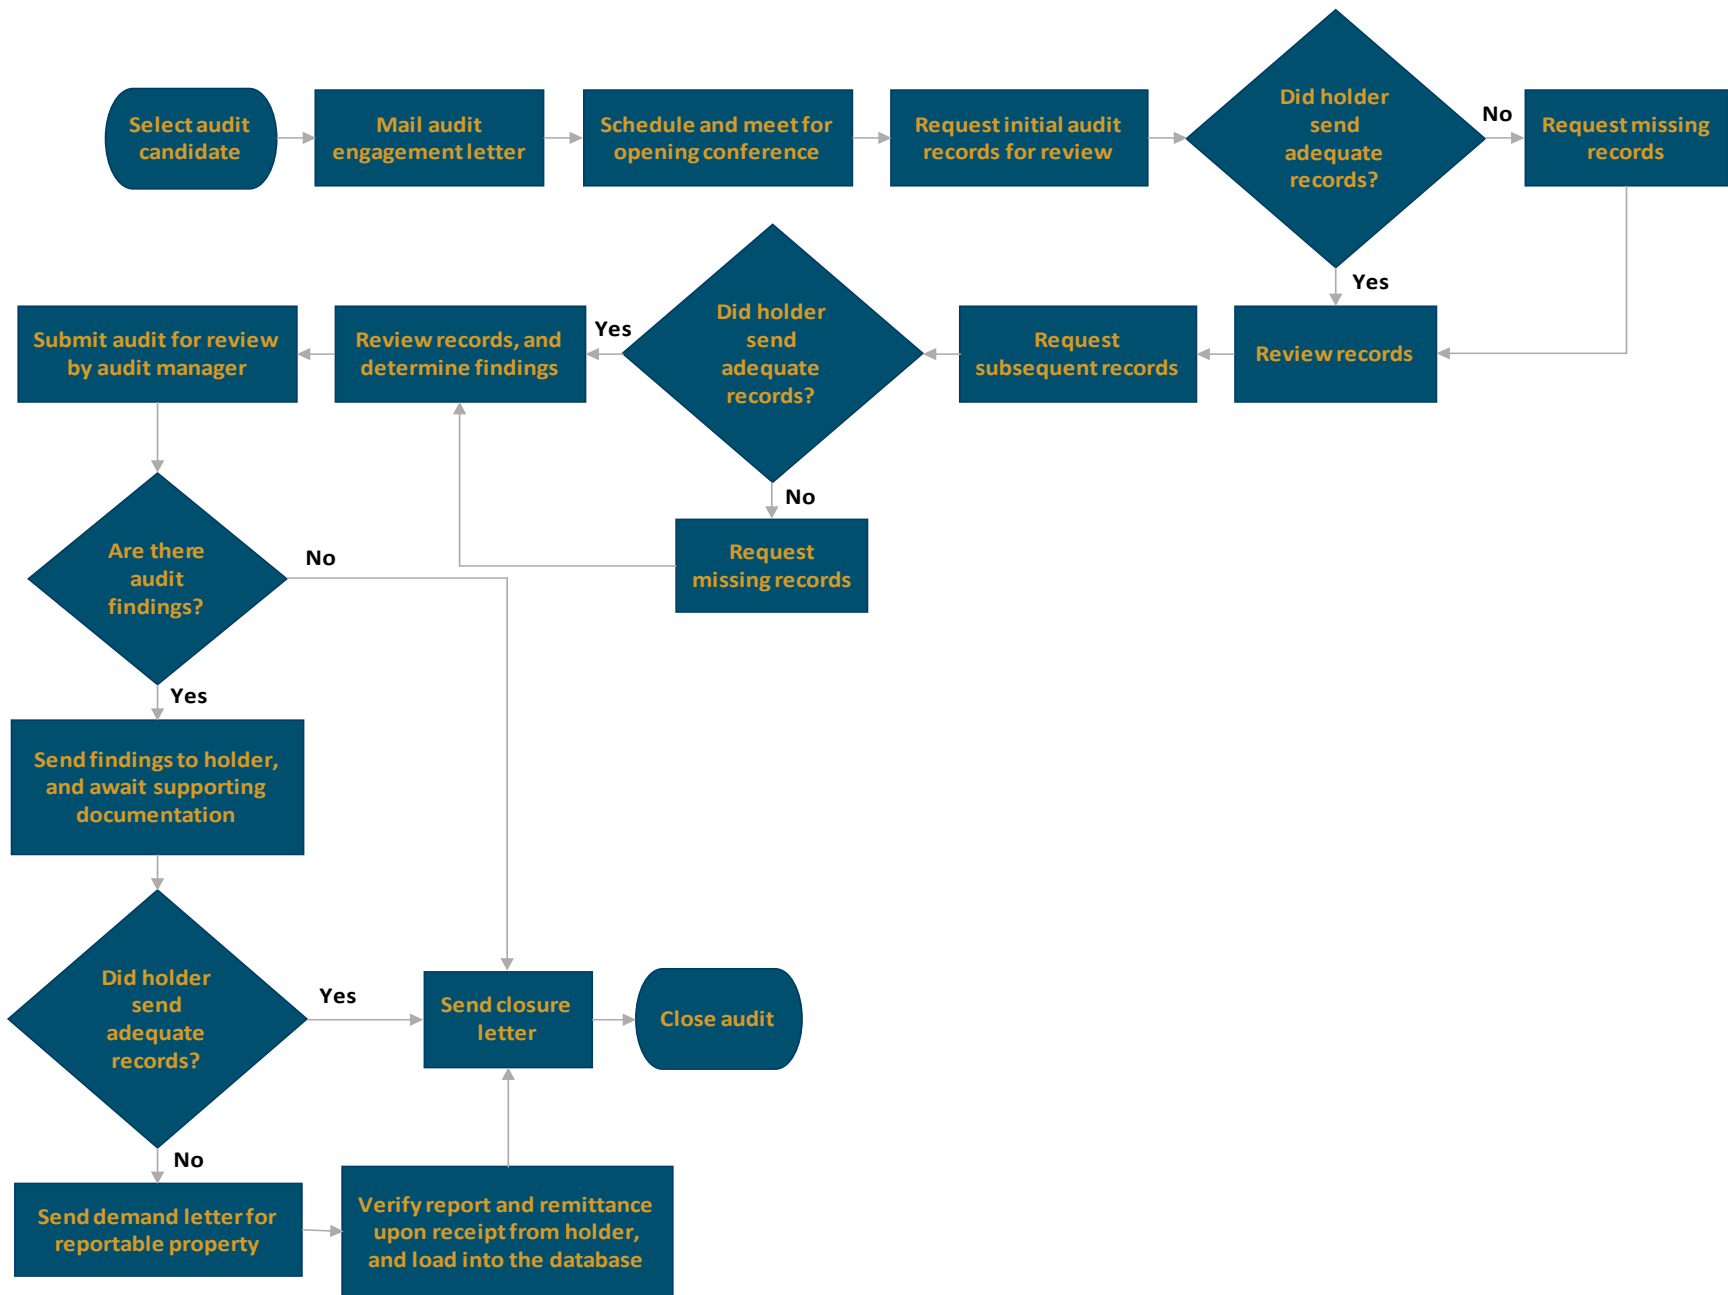 Select audit
candidate
Mail audit
engagement letter
Schedule and meet for
opening conference
Request initial audit
records for review
Did holder
send
adequate
records?
No
Request missing
records
Yes
Review records
Request
subsequent records
Did holder
send
adequate
records?
Yes
Review records, and
determine findings
Submit audit for review
by audit manager
No
Request
missing records
Are there
audit
findings?
No
Yes
Send findings to holder,
and await supporting
documentation
Did holder
send
adequate
records?
Yes
Send closure
letter
Close audit
No
Send demand letter for
reportable property
Verify report and remittance
upon receipt from holder,
and load into the database